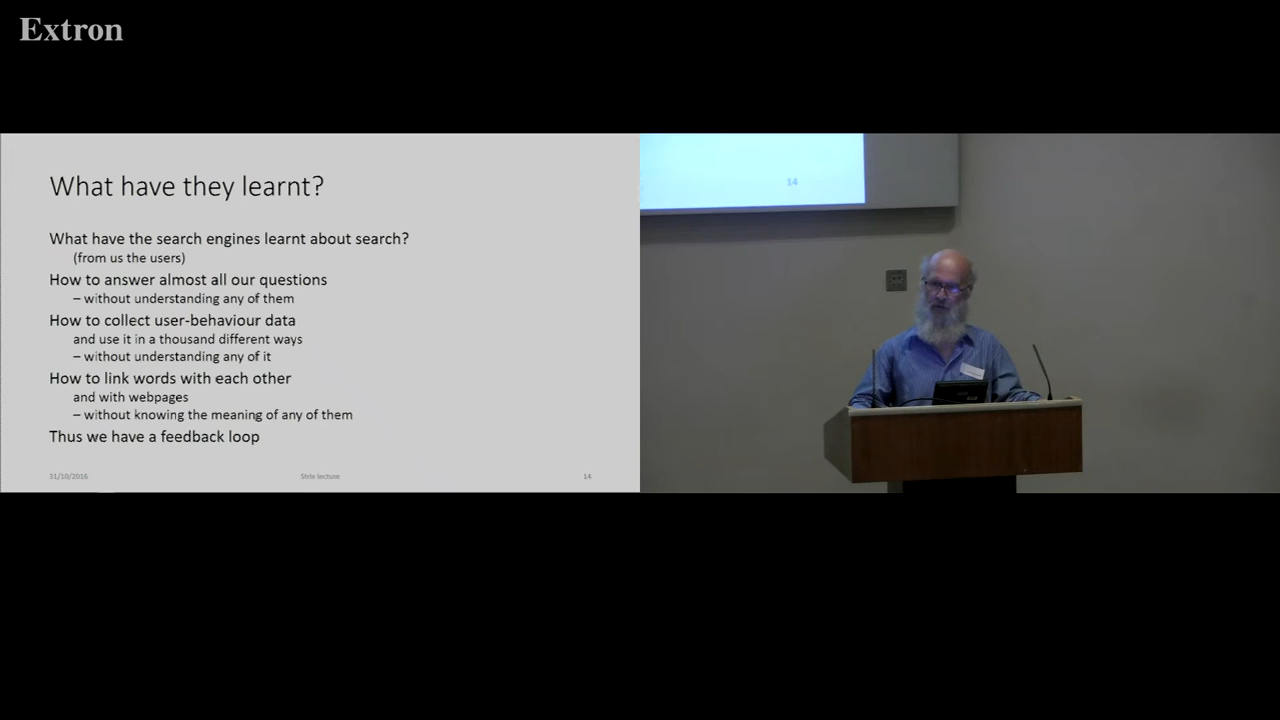 Extron
What have they learnt?
What have the search engines learnt about search?
(from us the users)
How to answer almost all our questions
– without understanding any of them
How to collect user-behaviour data
and use it in a thousand different ways
– without understanding any of it
How to link words with each other
and with webpages
– without knowing the meaning of any of them
Thus we have a feedback loop
31/10/2016
Strix lecture
14
14